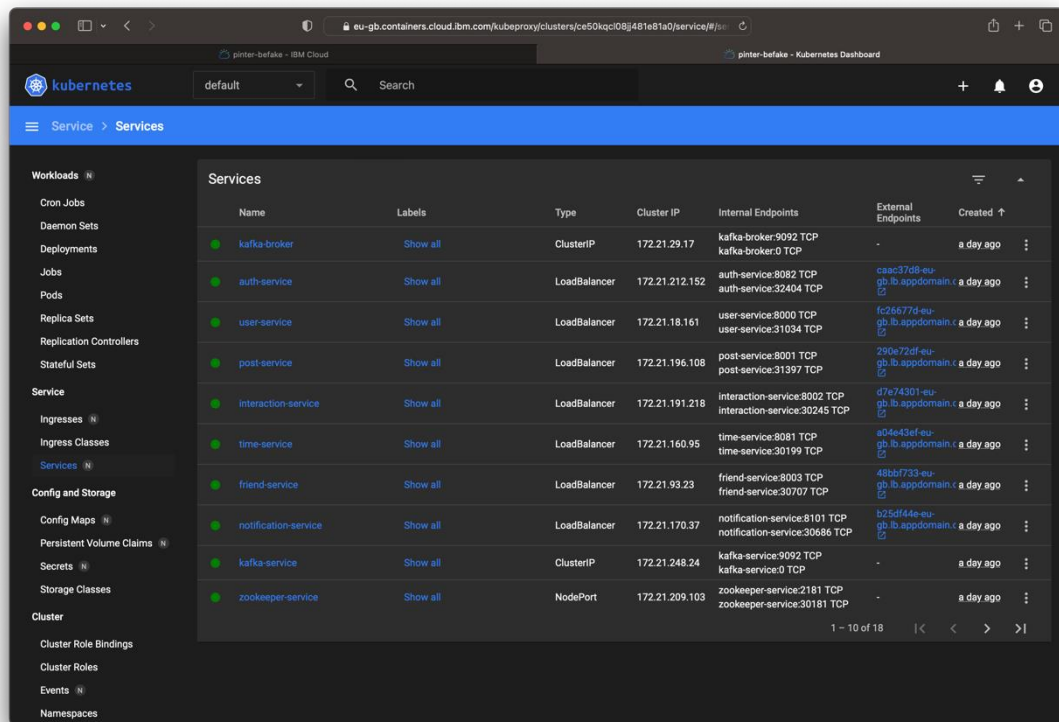 eu-gb.containers.cloud.ibm.com/kubeproxy/clusters/ce50kqcl08jj481e81a0/service/#/se
pinter-befake - IBM Cloud
pinter-befake - Kubernetes Dashboard
kubernetes
default
Search
Service > Services
Workloads N
Cron Jobs
Daemon Sets
Deployments
Jobs
Pods
Replica Sets
Replication Controllers
Stateful Sets
Service
Ingresses N
Ingress Classes
Services N
Config and Storage
Config Maps N
Persistent Volume Claims N
Secrets N
Storage Classes
Cluster
Cluster Role Bindings
Cluster Roles
Events N
Namespaces
Services
Name Labels Type Cluster IP Internal Endpoints External Endpoints Created
kafka-broker Show all ClusterIP 172.21.29.17 kafka-broker:9092 TCP - a day ago
kafka-broker:0 TCP
auth-service Show all LoadBalancer 172.21.212.152 auth-service:8082 TCP caac37d8-eu- a day ago
auth-service:32404 TCP gb.lb.appdomain.c
user-service Show all LoadBalancer 172.21.18.161 user-service:8000 TCP fc26677d-eu- a day ago
user-service:31034 TCP gb.lb.appdomain.c
post-service Show all LoadBalancer 172.21.196.108 post-service:8001 TCP 290e72df-eu- a day ago
post-service:31397 TCP gb.lb.appdomain.c
interaction-service Show all LoadBalancer 172.21.191.218 interaction-service:8002 TCP d7e74301-eu- a day ago
interaction-service:30245 TCP gb.lb.appdomain.c
time-service Show all LoadBalancer 172.21.160.95 time-service:8081 TCP a04e43ef-eu- a day ago
time-service:30199 TCP gb.lb.appdomain.c
friend-service Show all LoadBalancer 172.21.93.23 friend-service:8003 TCP 48bbf733-eu- a day ago
friend-service:30707 TCP gb.lb.appdomain.c
notification-service Show all LoadBalancer 172.21.170.37 notification-service:8101 TCP b25df44e-eu- a day ago
notification-service:30686 TCP gb.lb.appdomain.c
kafka-service Show all ClusterIP 172.21.248.24 kafka-service:9092 TCP - a day ago
kafka-service:0 TCP
zookeeper-service Show all NodePort 172.21.209.103 zookeeper-service:2181 TCP - a day ago
zookeeper-service:30181 TCP
1 – 10 of 18